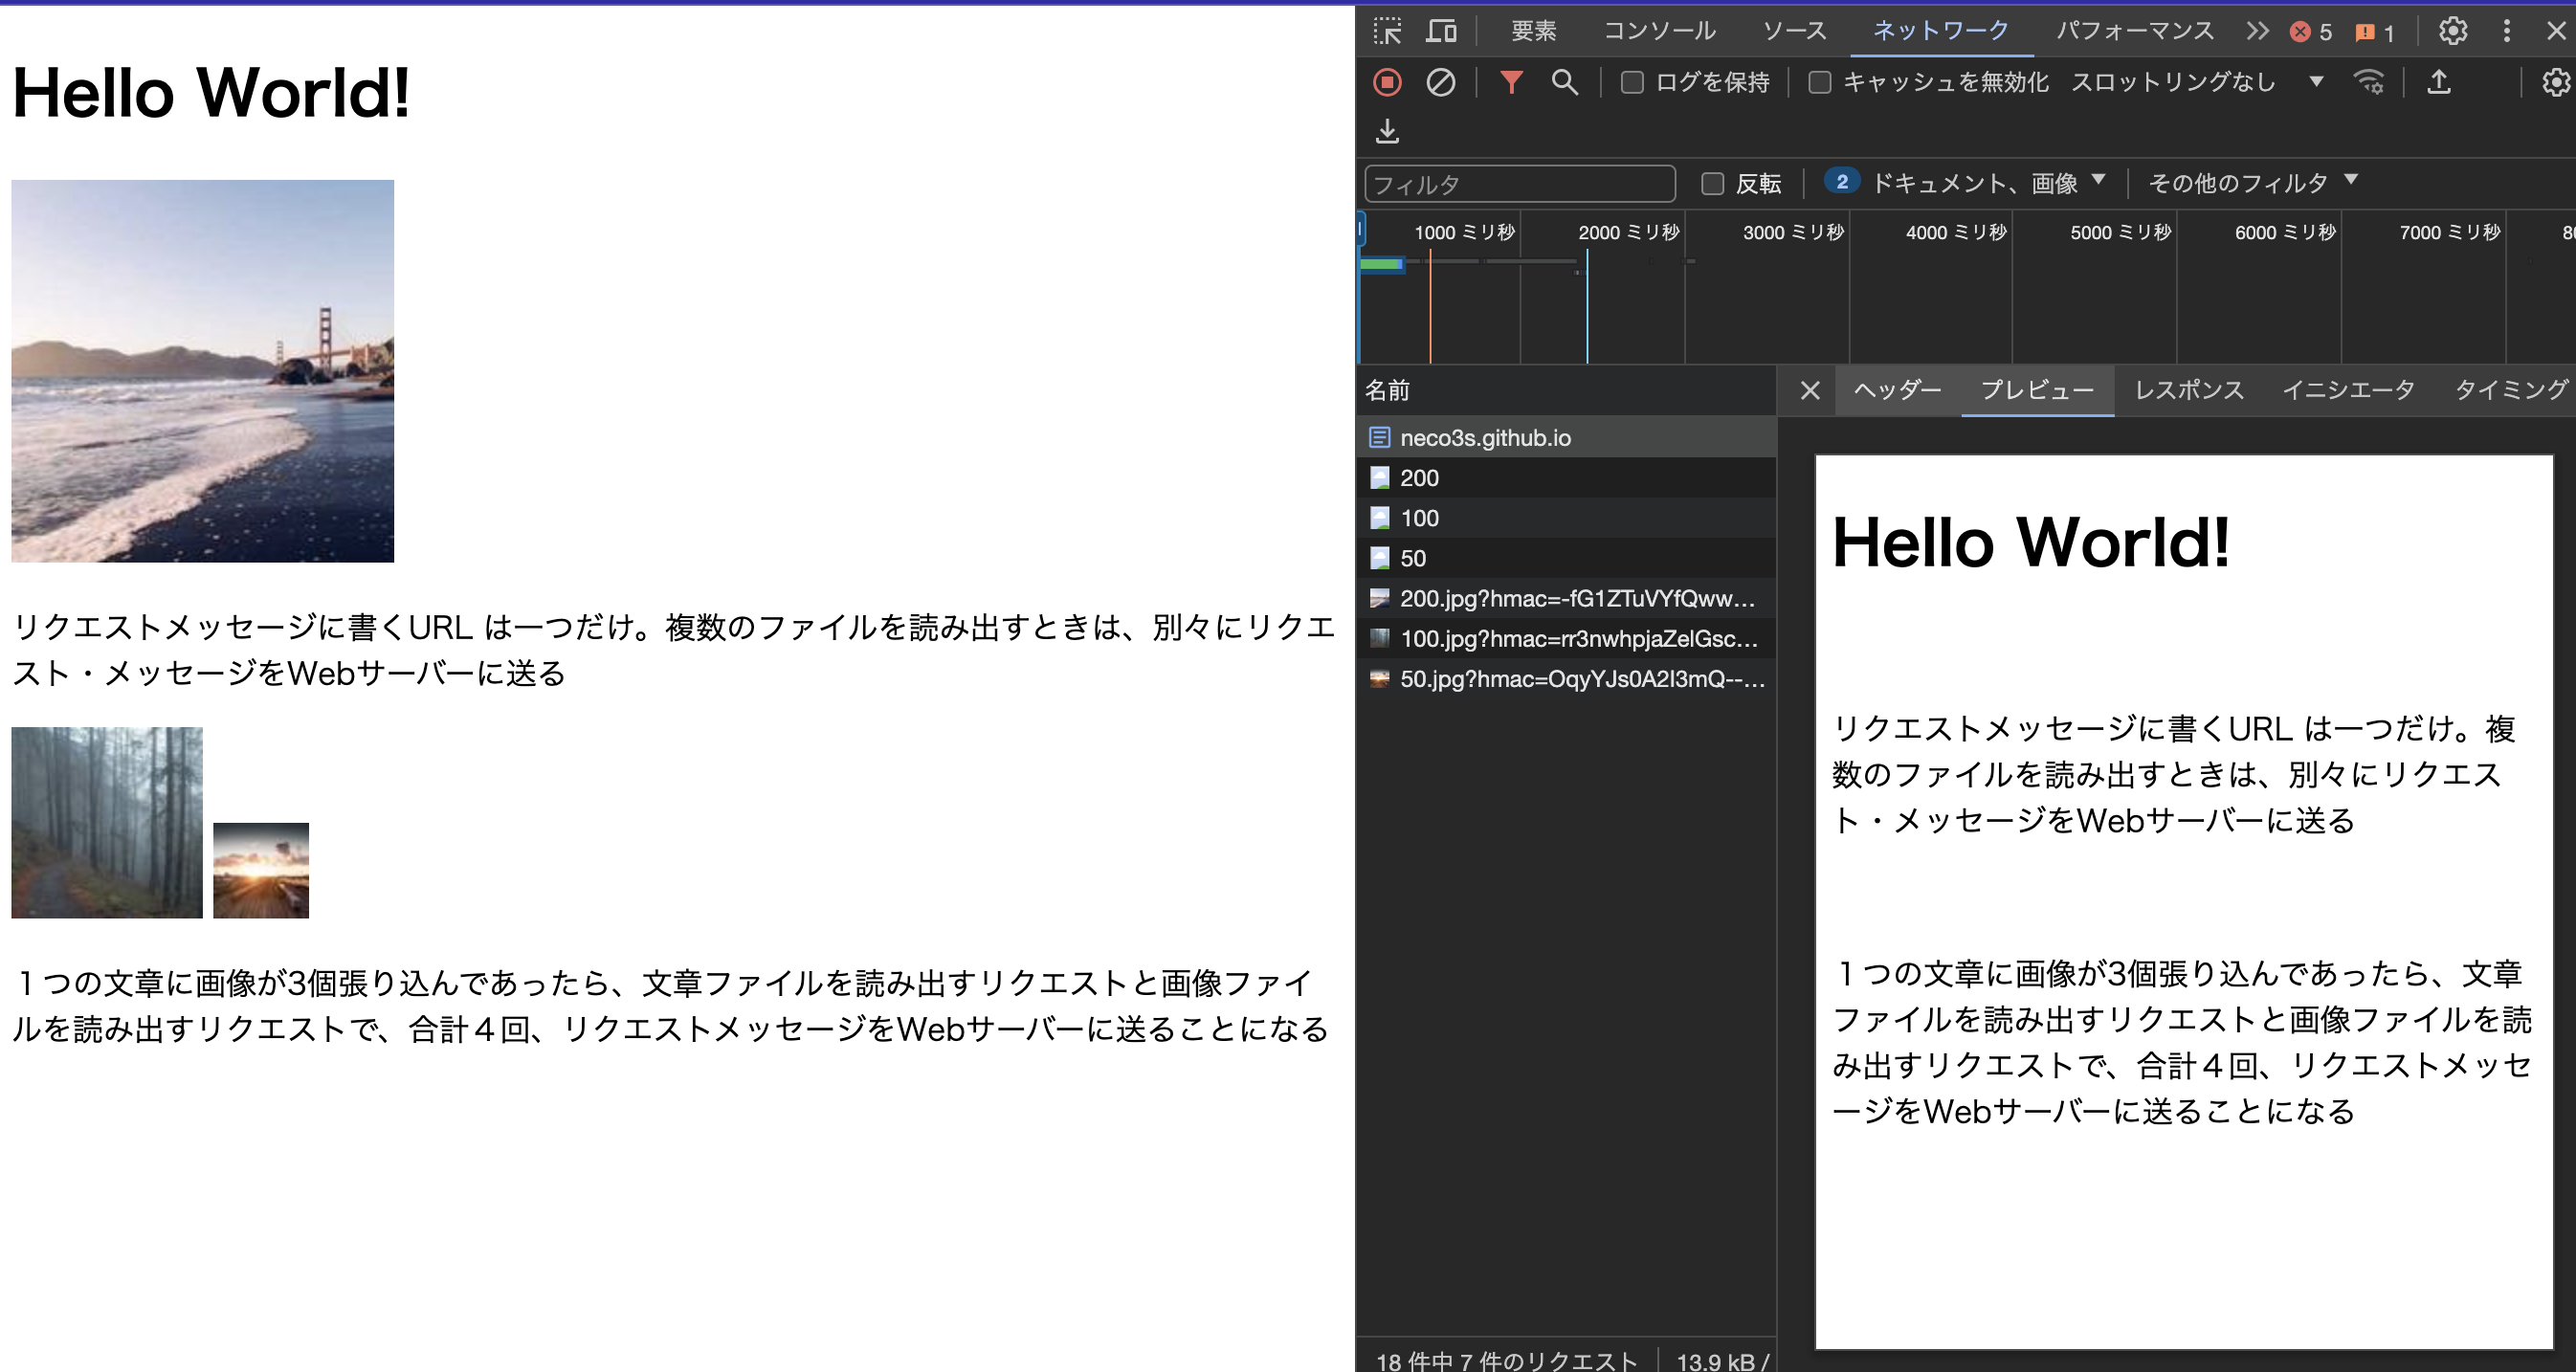 Hello World!
リクエストメッセージに書くURL は一つだけ。複数のファイルを読み出すときは、別々にリクエ
スト・メッセージをWebサーバーに送る
１つの文章に画像が3個張り込んであったら、文章ファイルを読み出すリクエストと画像ファイ
ルを読み出すリクエストで、合計４回、リクエストメッセージをWebサーバーに送ることになる
要素 コンソール ソース ネットワーク パフォーマンス 5 1
ログを保持 キャッシュを無効化 スロットリングなし
フィルタ 反転 2 ドキュメント、画像 その他のフィルタ
1000 ミリ秒 2000 ミリ秒 3000 ミリ秒 4000 ミリ秒 5000 ミリ秒 6000 ミリ秒 7000 ミリ秒
名前
ヘッダー プレビュー レスポンス イニシエータ タイミング
neco3s.github.io
200
100
50
200.jpg?hmac=-fG1ZTuVYfQww…
100.jpg?hmac=rr3nwhpjaZelGsc…
50.jpg?hmac=OqyYJs0A2I3mQ--…
Hello World!
リクエストメッセージに書くURL は一つだけ。複
数のファイルを読み出すときは、別々にリクエス
ト・メッセージをWebサーバーに送る
１つの文章に画像が3個張り込んであったら、文章
ファイルを読み出すリクエストと画像ファイルを読
み出すリクエストで、合計４回、リクエストメッセ
ージをWebサーバーに送ることになる
18 件中 7 件のリクエスト 13.9 kB /